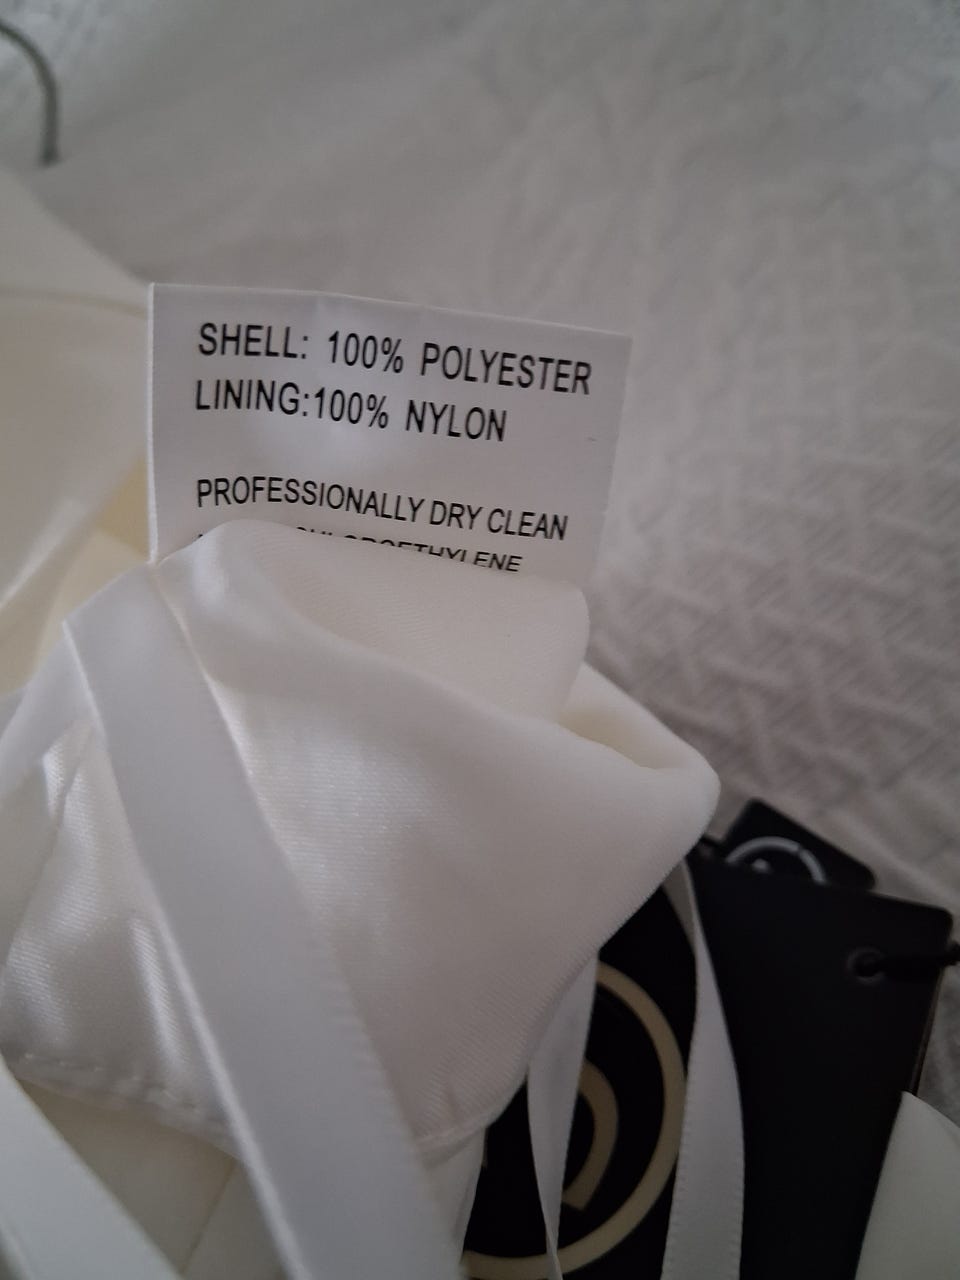 SHELL: 100% POLYESTER
LINING:100% NYLON
PROFESSIONALLY DRY CLEAN